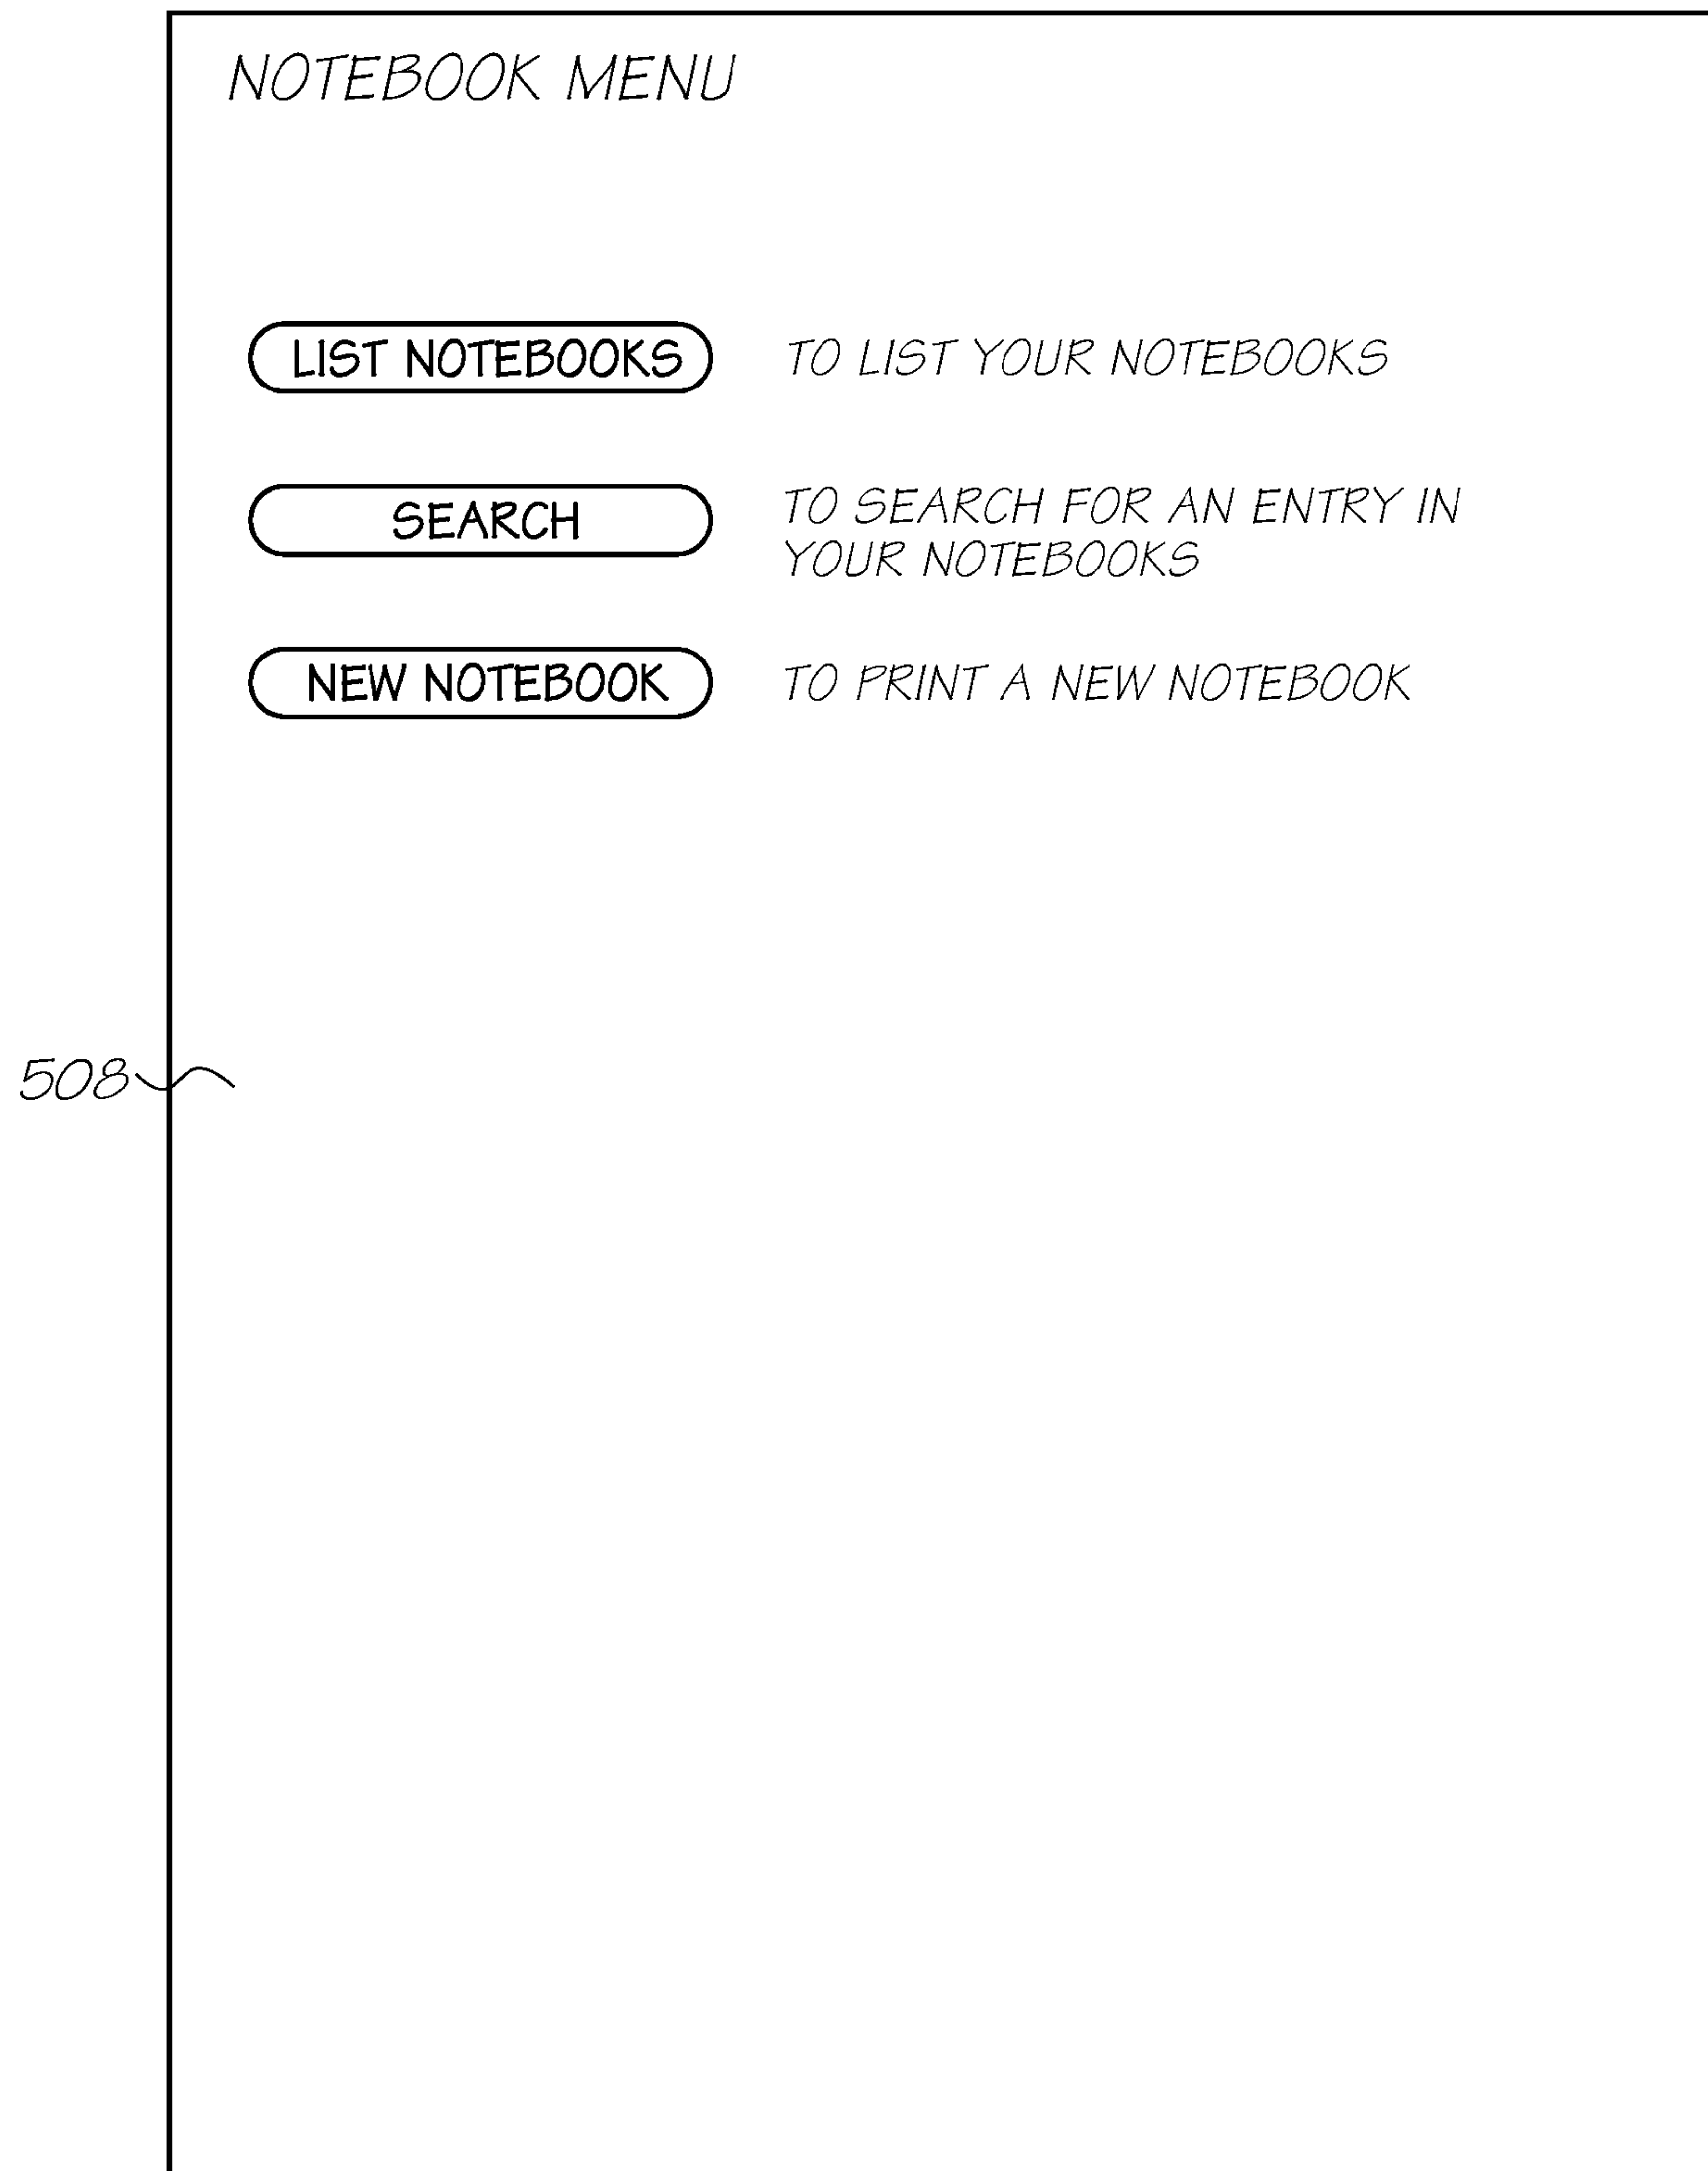 NOTEBOOK MENU
LIST NOTEBOOKS TO LIST YOUR NOTEBOOKS
SEARCH TO SEARCH FOR AN ENTRY IN
YOUR NOTEBOOKS
NEW NOTEBOOK TO PRINT A NEW NOTEBOOK
508